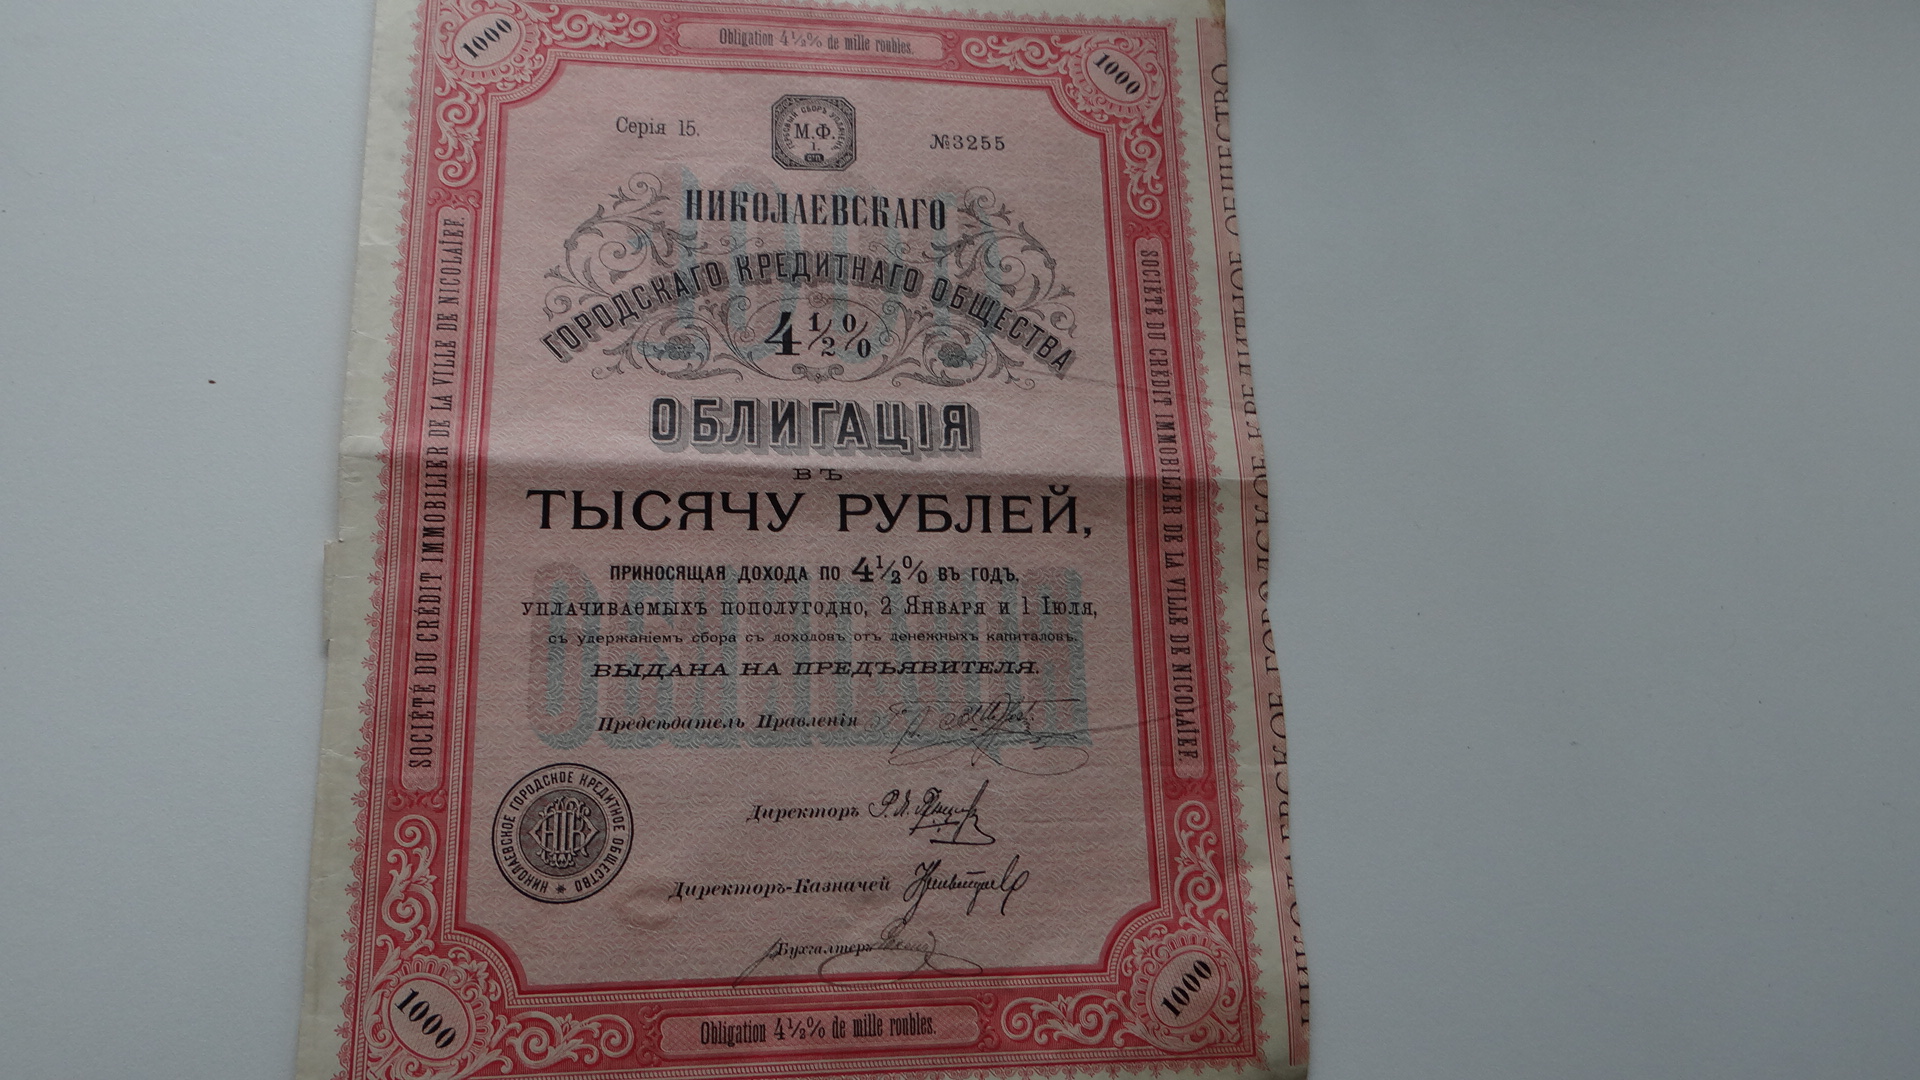 1000
Obligation 4½% de mille roubles.
1000
Серія 15.
М.Ф.
1.
№3255
НИКОЛАЕВСКАГО
ГОРОДСКАГО КРЕДИТНАГО ОБЩЕСТВА
4½%
ОБЛИГАЦІЯ
ВЪ
ТЫСЯЧУ РУБЛЕЙ,
ПРИНОСЯЩАЯ ДОХОДА ПО 4½% ВЪ ГОДЪ,
УПЛАЧИВАЕМЫХЪ ПОПОЛУГОДНО, 2 ЯНВАРЯ И 1 ІЮЛЯ,
съ удержаніемъ сбора съ доходовъ отъ денежныхъ капиталовъ.
ВЫДАНА НА ПРЕДЪЯВИТЕЛЯ.
Предсѣдатель Правленія
Директоръ
Директоръ-Казначей
Бухгалтеръ
НИКОЛАЕВСКОЕ ГОРОДСКОЕ КРЕДИТНОЕ ОБЩЕСТВО
SOCIÉTÉ DU CRÉDIT IMMOBILIER DE LA VILLE DE NICOLAÏEF.
SOCIÉTÉ DU CRÉDIT IMMOBILIER DE LA VILLE DE NICOLAÏEF.
НИКОЛАЕВСКОЕ ГОРОДСКОЕ КРЕДИТНОЕ ОБЩЕСТВО
1000
Obligation 4½% de mille roubles.
1000